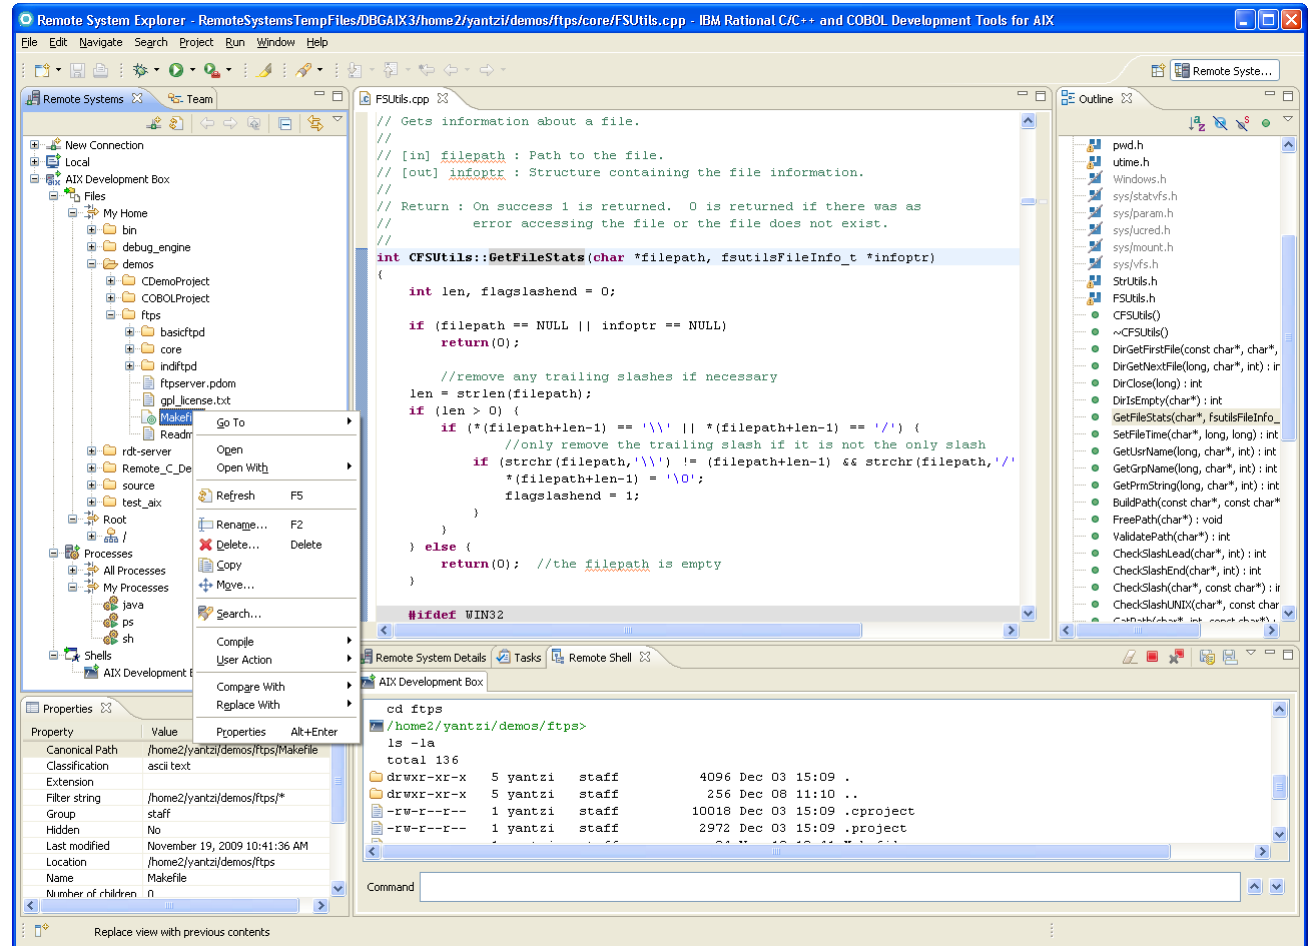 Remote System Explorer - RemoteSystemsTempFiles/DBGAIX3/home2/yantzi/demos/ftps/core/FSUtils.cpp - IBM Rational C/C++ and COBOL Development Tools for AIX
File Edit Navigate Search Project Run Window Help
Remote Syste...
Remote Systems Team
New Connection
Local
AIX Development Box
Files
My Home
bin
debug_engine
demos
CDemoProject
COBOLProject
ftps
basicftpd
core
indiftpd
ftpserver.pdom
gpl_license.txt
Makefi
Readm
rdt-server
Remote_C_De
source
test_aix
Root
/
Processes
All Processes
My Processes
java
ps
sh
Shells
AIX Development
Go To
Open
Open With
Refresh F5
Rename... F2
Delete... Delete
Copy
Move...
Search...
Compile
User Action
Compare With
Replace With
Properties Alt+Enter
FSUtils.cpp
// Gets information about a file.
//
// [in] filepath : Path to the file.
// [out] infoptr : Structure containing the file information.
//
// Return : On success 1 is returned. 0 is returned if there was as
// error accessing the file or the file does not exist.
//
int CFSUtils::GetFileStats(char *filepath, fsutilsFileInfo_t *infoptr)
{
int len, flagslashend = 0;
if (filepath == NULL || infoptr == NULL)
return(0);
//remove any trailing slashes if necessary
len = strlen(filepath);
if (len > 0) {
if (*(filepath+len-1) == '\\' || *(filepath+len-1) == '/') {
//only remove the trailing slash if it is not the only slash
if (strchr(filepath,'\\') != (filepath+len-1) && strchr(filepath,'/'
*(filepath+len-1) = '\0';
flagslashend = 1;
}
}
} else {
return(0); //the filepath is empty
}
#ifdef WIN32
Outline
pwd.h
utime.h
Windows.h
sys/statvfs.h
sys/param.h
sys/ucred.h
sys/mount.h
sys/vfs.h
StrUtils.h
FSUtils.h
CFSUtils()
~CFSUtils()
DirGetFirstFile(const char*, char*,
DirGetNextFile(long, char*, int) : ir
DirClose(long) : int
DirIsEmpty(char*) : int
GetFileStats(char*, fsutilsFileInfo_
SetFileTime(char*, long, long) : int
GetUsrName(long, char*, int) : int
GetGrpName(long, char*, int) : int
GetPrmString(long, char*) : int
BuildPath(const char*, const char*
FreePath(char*) : void
ValidatePath(char*) : int
CheckSlashLead(char*, int) : int
CheckSlashEnd(char*, int) : int
CheckSlash(char*, const char*) : ir
CheckSlashUNIX(char*, const char
CatPath(char*, int, const char*) :
Properties
Property Value
Canonical Path /home2/yantzi/demos/ftps/Makefile
Classification ascii text
Extension
Filter string /home2/yantzi/demos/ftps/*
Group staff
Hidden No
Last modified November 19, 2009 10:41:36 AM
Location /home2/yantzi/demos/ftps
Name Makefile
Number of children 0
Remote System Details Tasks Remote Shell
AIX Development Box
cd ftps
/home2/yantzi/demos/ftps>
ls -la
total 136
drwxr-xr-x 5 yantzi staff 4096 Dec 03 15:09 .
drwxr-xr-x 5 yantzi staff 256 Dec 08 11:10 ..
-rw-r--r-- 1 yantzi staff 10018 Dec 03 15:09 .cproject
-rw-r--r-- 1 yantzi staff 2972 Dec 03 15:09 .project
Command
Replace view with previous contents